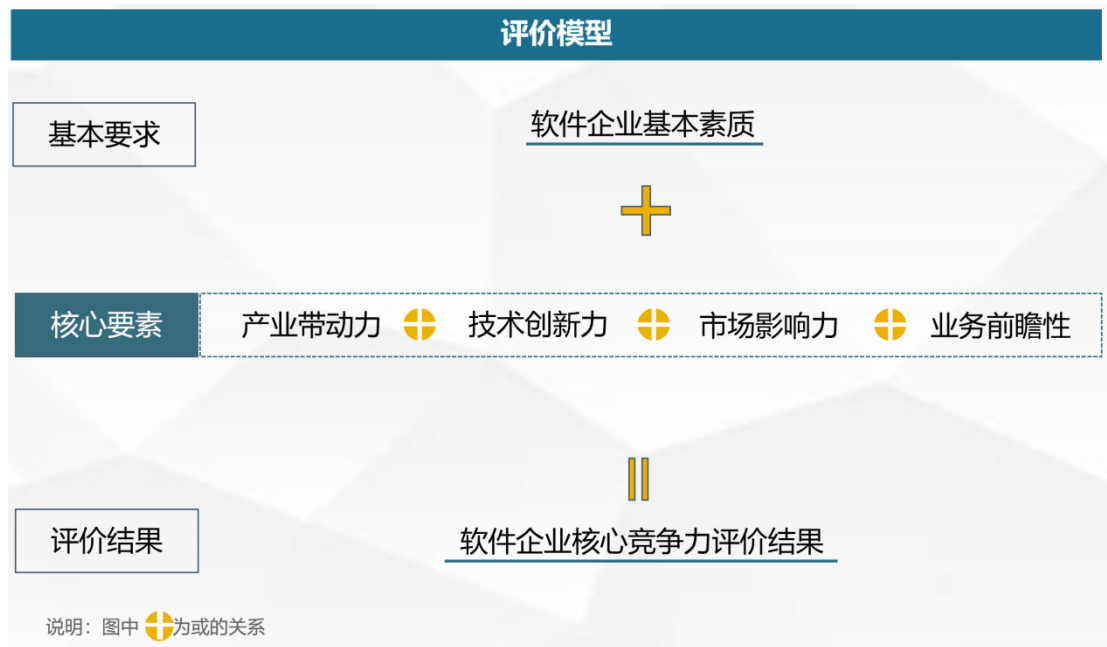 评价模型
基本要求
软件企业基本素质
核心要素
产业带动力 技术创新力 市场影响力 业务前瞻性
评价结果
软件企业核心竞争力评价结果
说明：图中 为或的关系